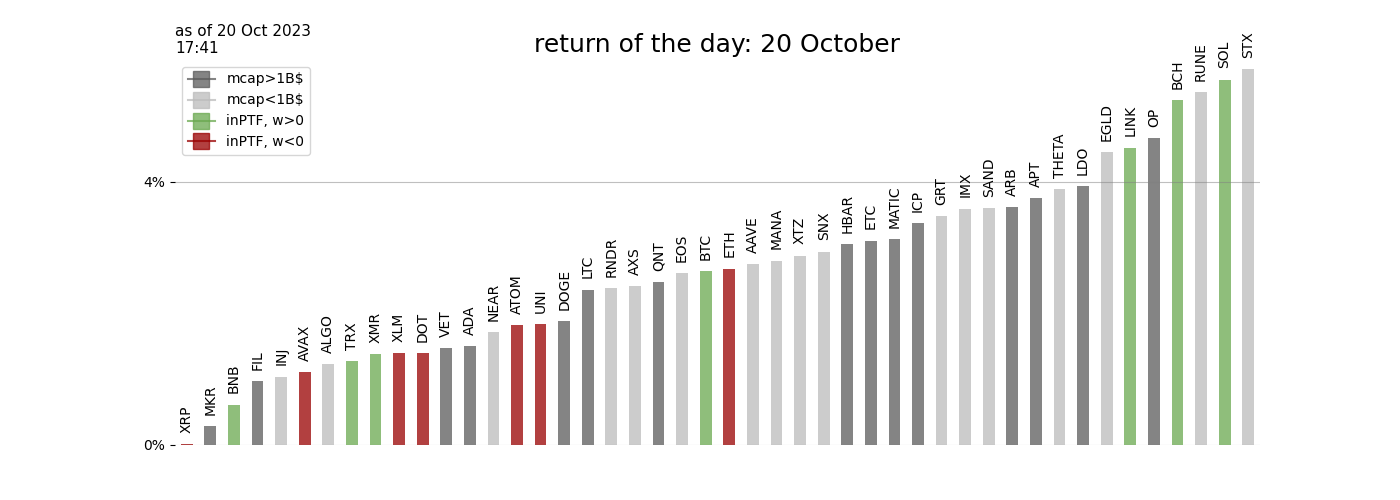 as of 20 Oct 2023
17:41
return of the day: 20 October
mcap>1B$
mcap<1B$
inPTF, w>0
inPTF, w<0
4%
0%
XRP
MKR
BNB
FIL
INJ
AVAX
ALGO
TRX
XMR
XLM
DOT
VET
ADA
NEAR
ATOM
UNI
DOGE
LTC
RNDR
AXS
QNT
EOS
BTC
ETH
AAVE
MANA
XTZ
SNX
HBAR
ETC
MATIC
ICP
GRT
IMX
SAND
ARB
APT
THETA
LDO
EGLD
LINK
OP
BCH
RUNE
SOL
STX